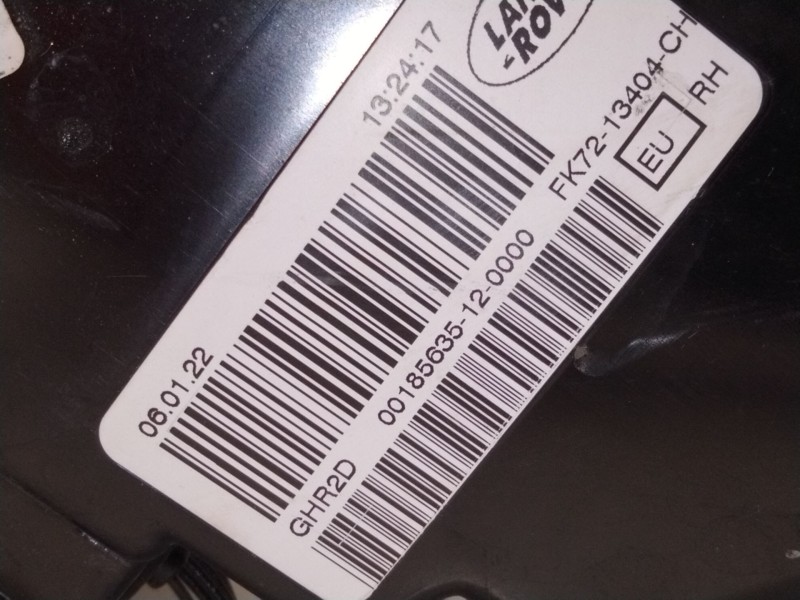 LAND
-ROVER
06.01.22 13:24:17
GHR2D 00185635-12-0000
FK72-13404-CH
EU RH